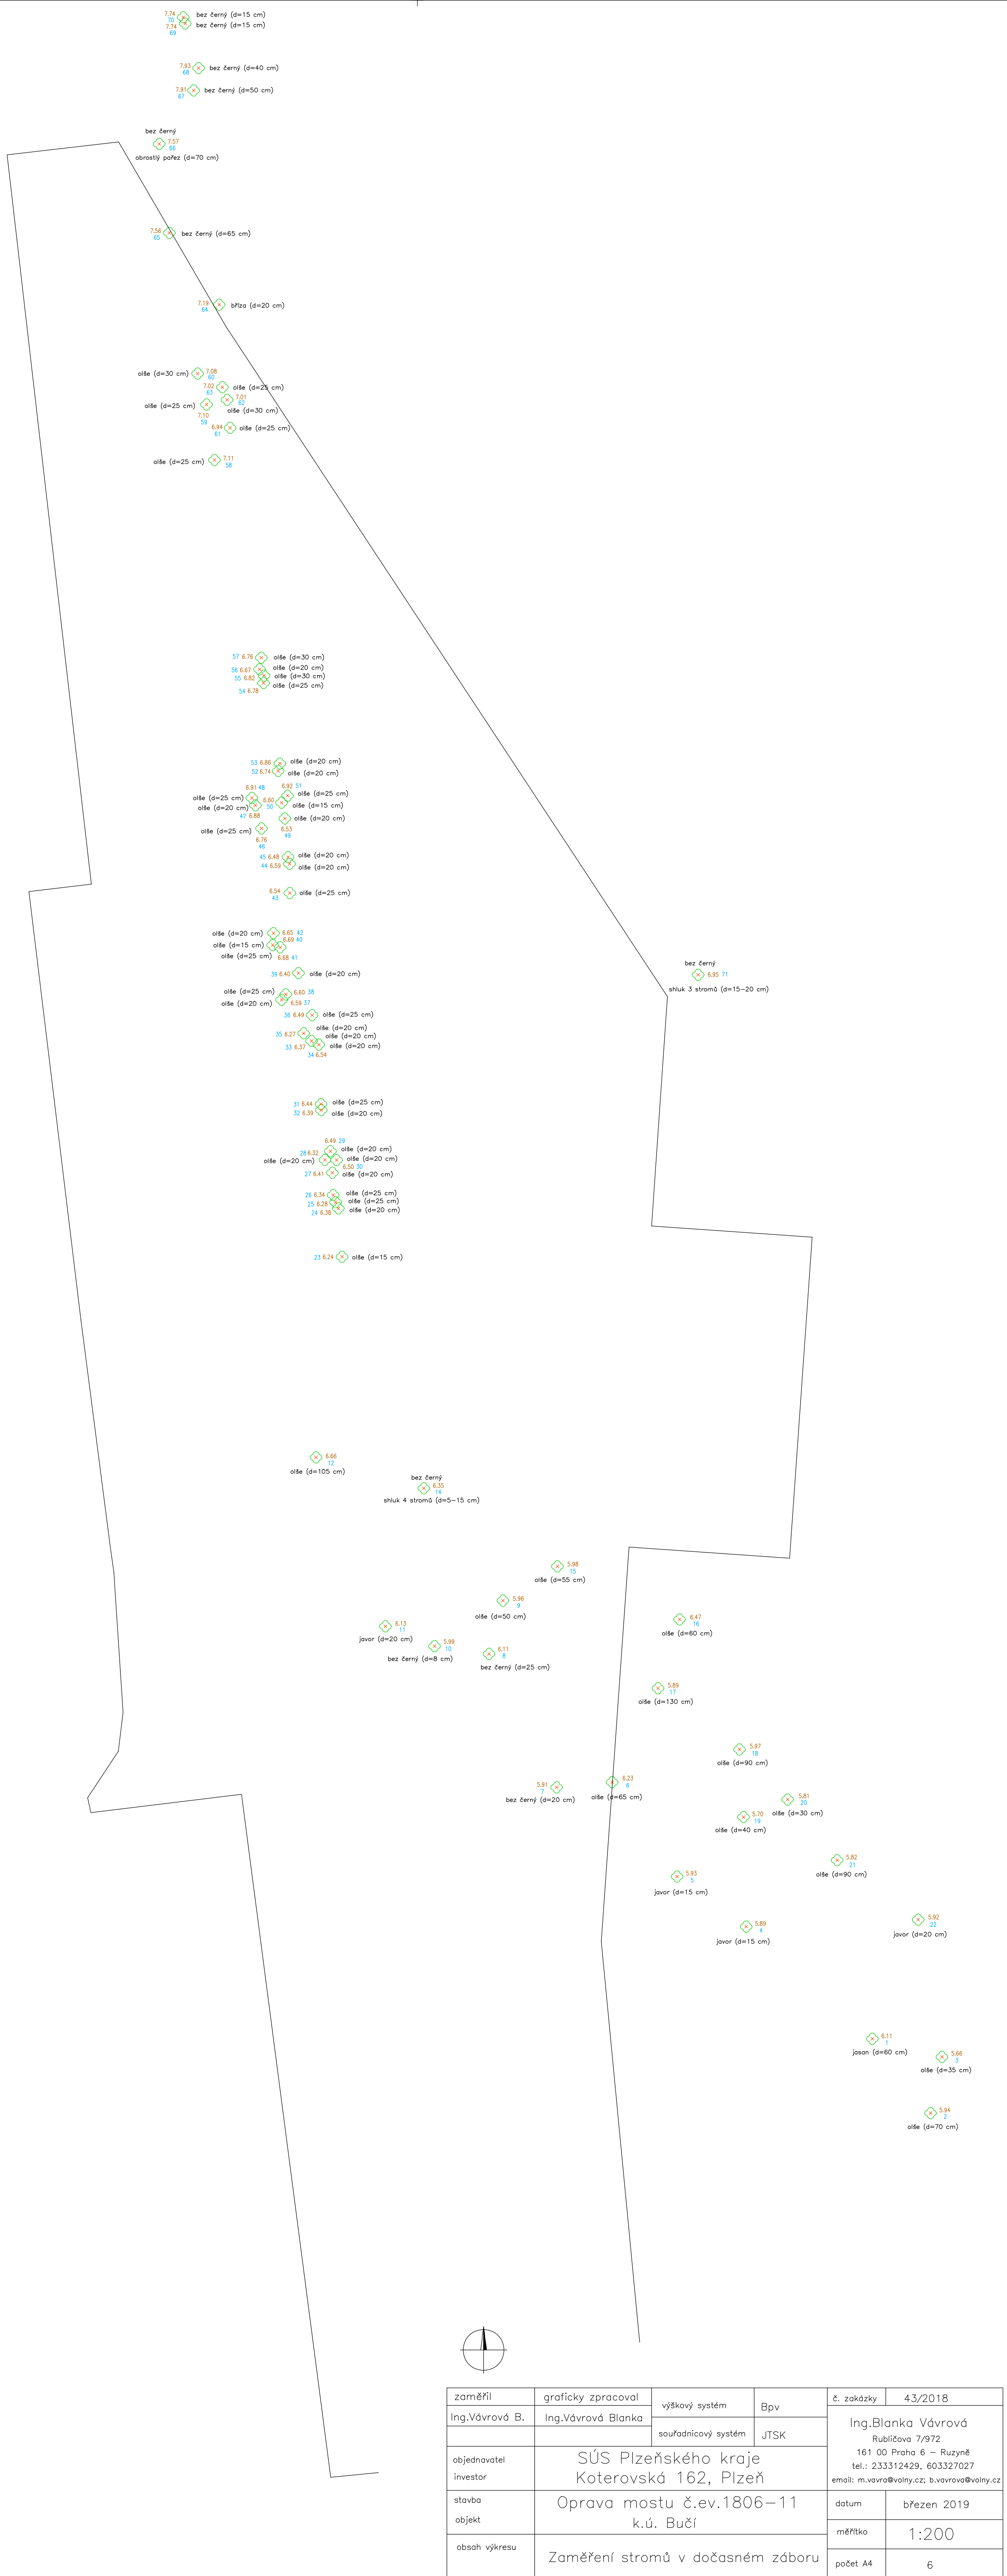 7.74
70
bez černý (d=15 cm)
7.74
69
bez černý (d=15 cm)
7.93
68
bez černý (d=40 cm)
7.91
67
bez černý (d=50 cm)
bez černý
7.57
66
obrostlý pařez (d=70 cm)
7.56
65
bez černý (d=65 cm)
7.19
64
bříza (d=20 cm)
olše (d=30 cm)
7.08
60
7.02
63
olše (d=25 cm)
7.01
62
olše (d=30 cm)
olše (d=25 cm)
7.10
59
6.94
61
olše (d=25 cm)
olše (d=25 cm)
7.11
58
57 6.76
olše (d=30 cm)
56 6.67
olše (d=20 cm)
55 6.82
olše (d=30 cm)
54 6.78
olše (d=25 cm)
53 6.86
olše (d=20 cm)
52 6.74
olše (d=20 cm)
6.91 48
olše (d=25 cm)
6.92 51
olše (d=25 cm)
6.60
50
olše (d=15 cm)
olše (d=20 cm)
47 6.88
olše (d=20 cm)
6.53
49
olše (d=25 cm)
6.76
46
45 6.48
olše (d=20 cm)
44 6.59
olše (d=20 cm)
6.54
43
olše (d=25 cm)
olše (d=20 cm)
6.65 42
6.69 40
olše (d=15 cm)
olše (d=25 cm)
6.68 41
39 6.40
olše (d=20 cm)
olše (d=25 cm)
6.60 38
olše (d=20 cm)
6.59 37
36 6.49
olše (d=25 cm)
olše (d=20 cm)
35 6.27
olše (d=20 cm)
33 6.37
olše (d=20 cm)
34 6.54
bez černý
6.95 71
shluk 3 stromů (d=15-20 cm)
31 6.44
olše (d=25 cm)
32 6.39
olše (d=20 cm)
6.49 29
olše (d=20 cm)
28 6.32
olše (d=20 cm)
olše (d=20 cm)
6.50 30
27 6.41
olše (d=20 cm)
26 6.34
olše (d=25 cm)
25 6.28
olše (d=25 cm)
24 6.38
olše (d=20 cm)
23 6.24
olše (d=15 cm)
6.66
12
olše (d=105 cm)
bez černý
6.35
14
shluk 4 stromů (d=5-15 cm)
5.98
15
olše (d=55 cm)
5.96
9
olše (d=50 cm)
6.13
11
javor (d=20 cm)
5.99
10
bez černý (d=8 cm)
6.11
8
bez černý (d=25 cm)
6.47
16
olše (d=60 cm)
5.89
17
olše (d=130 cm)
5.97
18
olše (d=90 cm)
5.91
7
bez černý (d=20 cm)
6.23
6
olše (d=65 cm)
5.81
20
olše (d=30 cm)
5.70
19
olše (d=40 cm)
5.82
21
olše (d=90 cm)
5.93
5
javor (d=15 cm)
5.89
4
javor (d=15 cm)
5.92
22
javor (d=20 cm)
6.11
1
jasan (d=60 cm)
5.66
3
olše (d=35 cm)
5.94
2
olše (d=70 cm)
zaměřil
graficky zpracoval
výškový systém
Bpv
č. zakázky
43/2018
Ing.Vávrová B.
Ing.Vávrová Blanka
souřadnicový systém
JTSK
Ing.Blanka Vávrová
Rubličova 7/972
161 00 Praha 6 - Ruzyně
tel.: 233312429, 603327027
email: m.vavra@volny.cz; b.vavrova@volny.cz
objednavatel
investor
SÚS Plzeňského kraje
Koterovská 162, Plzeň
stavba
objekt
Oprava mostu č.ev.1806-11
k.ú. Bučí
datum
březen 2019
měřítko
1:200
obsah výkresu
Zaměření stromů v dočasném záboru
počet A4
6